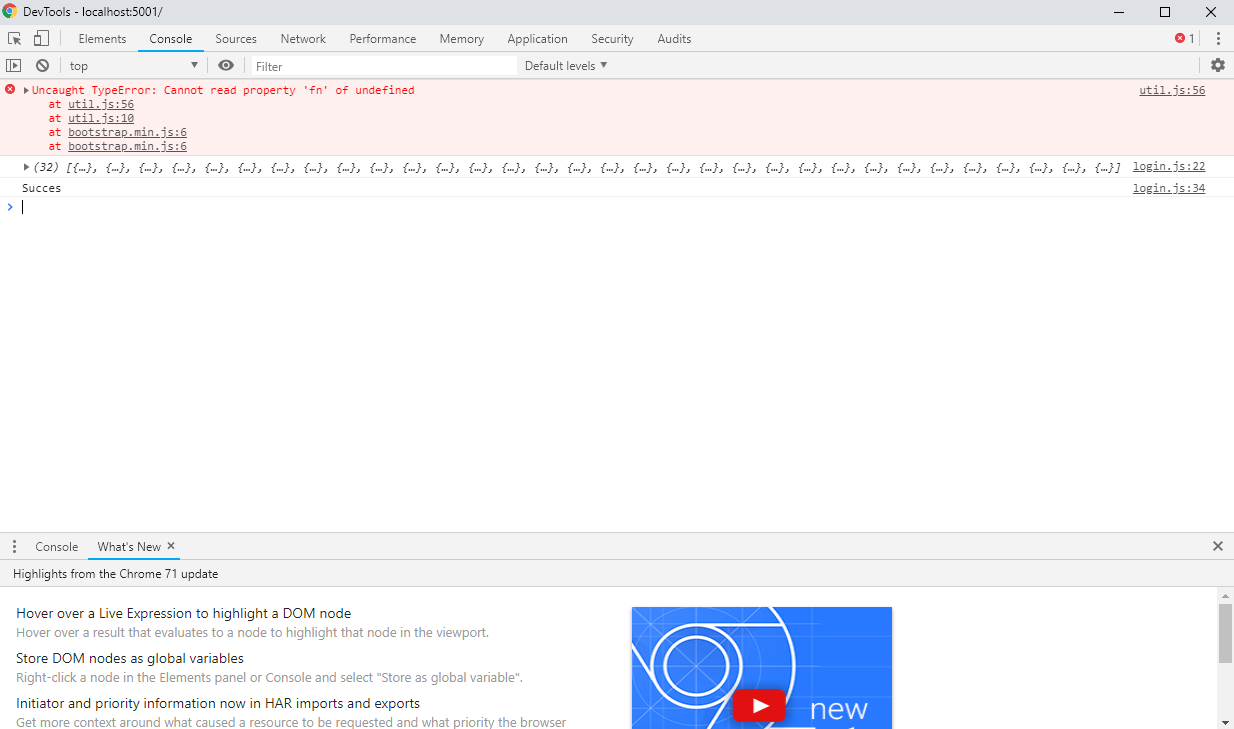 DevTools - localhost:5001/
Elements Console Sources Network Performance Memory Application Security Audits 1
top Filter Default levels
Uncaught TypeError: Cannot read property 'fn' of undefined util.js:56
at util.js:56
at util.js:10
at bootstrap.min.js:6
at bootstrap.min.js:6
(32) [{…}, {…}, {…}, {…}, {…}, {…}, {…}, {…}, {…}, {…}, {…}, {…}, {…}, {…}, {…}, {…}, {…}, {…}, {…}, {…}, {…}, {…}, {…}, {…}, {…}, {…}, {…}, {…}, {…}, {…}, {…}, {…}] login.js:22
Succes login.js:34
Console What's New
Highlights from the Chrome 71 update
Hover over a Live Expression to highlight a DOM node
Hover over a result that evaluates to a node to highlight that node in the viewport.
Store DOM nodes as global variables
Right-click a node in the Elements panel or Console and select "Store as global variable".
Initiator and priority information now in HAR imports and exports
Get more context around what caused a resource to be requested and what priority the browser
new